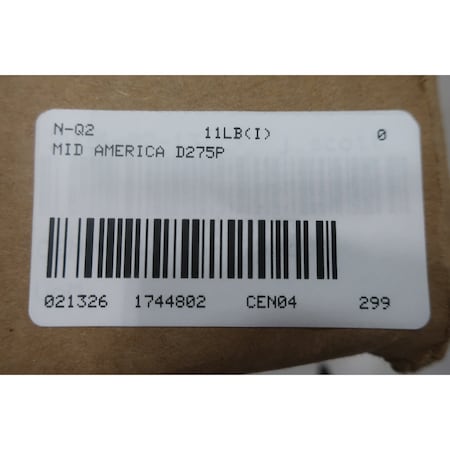 N-Q2 11LB(I) 0
MID AMERICA D275P
021326 1744802 CEN04 299